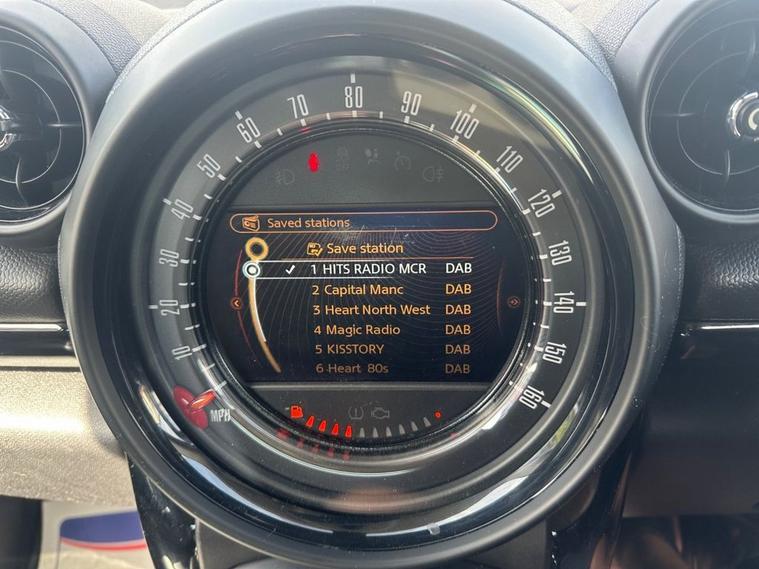 10
20
30
40
50
60
70
80
90
100
110
120
130
140
150
160
MPH
Saved stations
Save station
1 HITS RADIO MCR DAB
2 Capital Manc DAB
3 Heart North West DAB
4 Magic Radio DAB
5 KISSTORY DAB
6 Heart 80s DAB